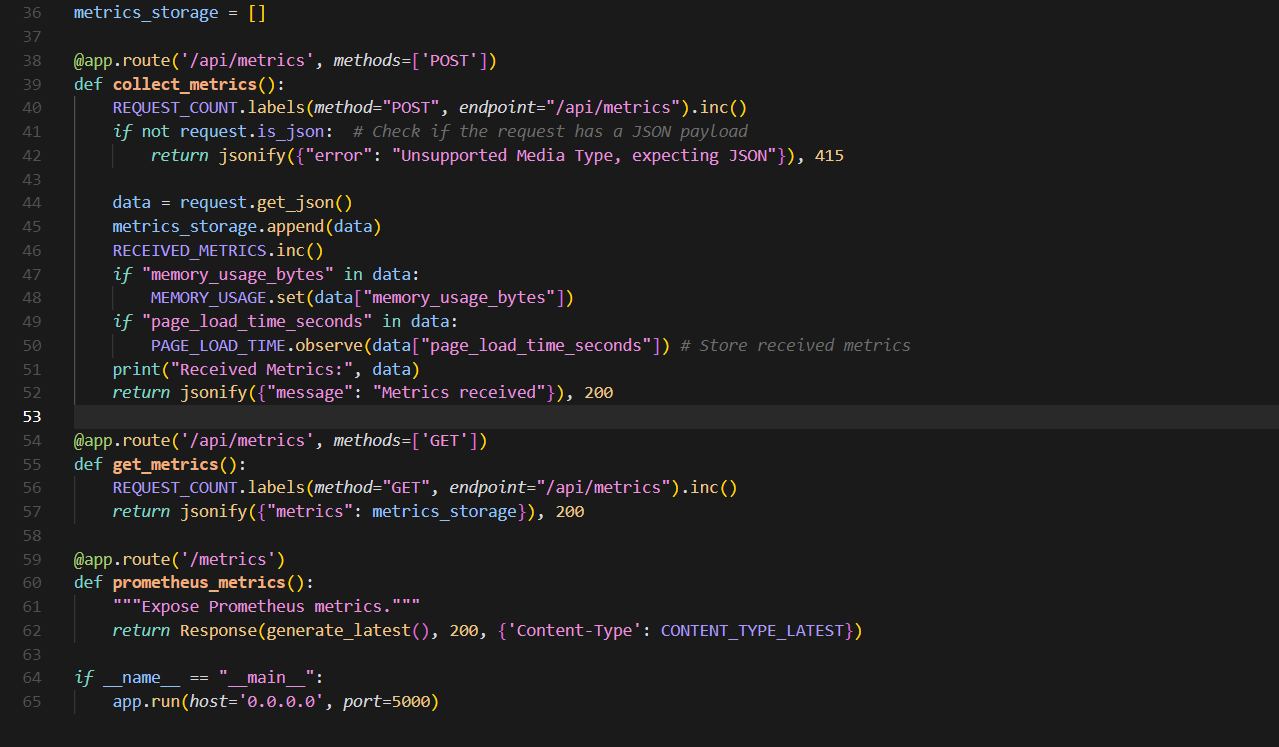 36 metrics_storage = []
37
38 @app.route('/api/metrics', methods=['POST'])
39 def collect_metrics():
40     REQUEST_COUNT.labels(method="POST", endpoint="/api/metrics").inc()
41     if not request.is_json:  # Check if the request has a JSON payload
42         return jsonify({"error": "Unsupported Media Type, expecting JSON"}), 415
43
44     data = request.get_json()
45     metrics_storage.append(data)
46     RECEIVED_METRICS.inc()
47     if "memory_usage_bytes" in data:
48         MEMORY_USAGE.set(data["memory_usage_bytes"])
49     if "page_load_time_seconds" in data:
50         PAGE_LOAD_TIME.observe(data["page_load_time_seconds"]) # Store received metrics
51     print("Received Metrics:", data)
52     return jsonify({"message": "Metrics received"}), 200
53
54 @app.route('/api/metrics', methods=['GET'])
55 def get_metrics():
56     REQUEST_COUNT.labels(method="GET", endpoint="/api/metrics").inc()
57     return jsonify({"metrics": metrics_storage}), 200
58
59 @app.route('/metrics')
60 def prometheus_metrics():
61     """Expose Prometheus metrics."""
62     return Response(generate_latest(), 200, {'Content-Type': CONTENT_TYPE_LATEST})
63
64 if __name__ == "__main__":
65     app.run(host='0.0.0.0', port=5000)